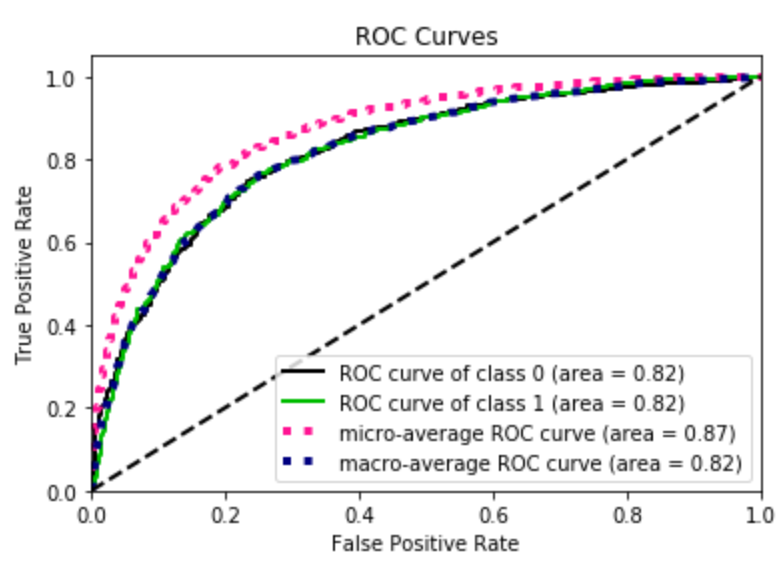 ROC Curves
True Positive Rate
1.0
0.8
0.6
0.4
0.2
0.0
ROC curve of class 0 (area = 0.82)
ROC curve of class 1 (area = 0.82)
micro-average ROC curve (area = 0.87)
macro-average ROC curve (area = 0.82)
0.0 0.2 0.4 0.6 0.8 1.0
False Positive Rate